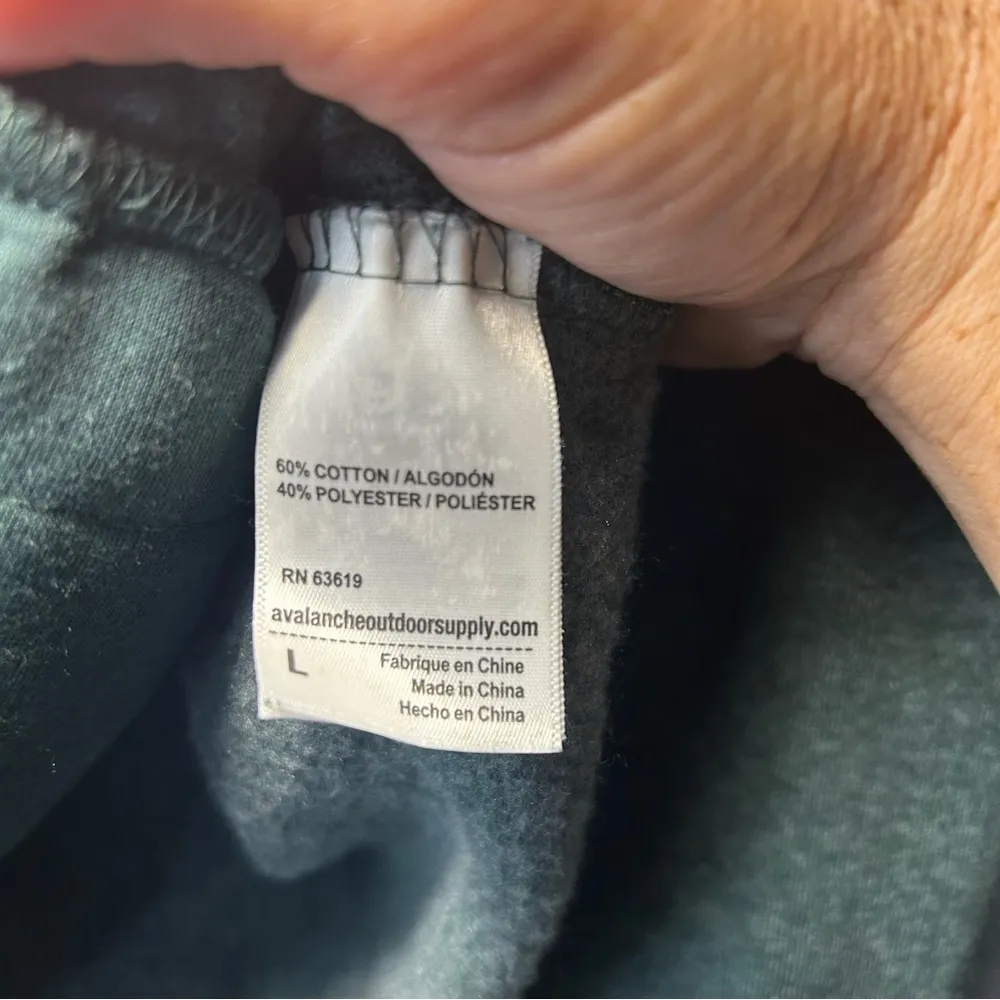 60% COTTON / ALGODÓN
40% POLYESTER / POLIÉSTER
RN 63619
avalancheoutdoorsupply.com
L
Fabrique en Chine
Made in China
Hecho en China